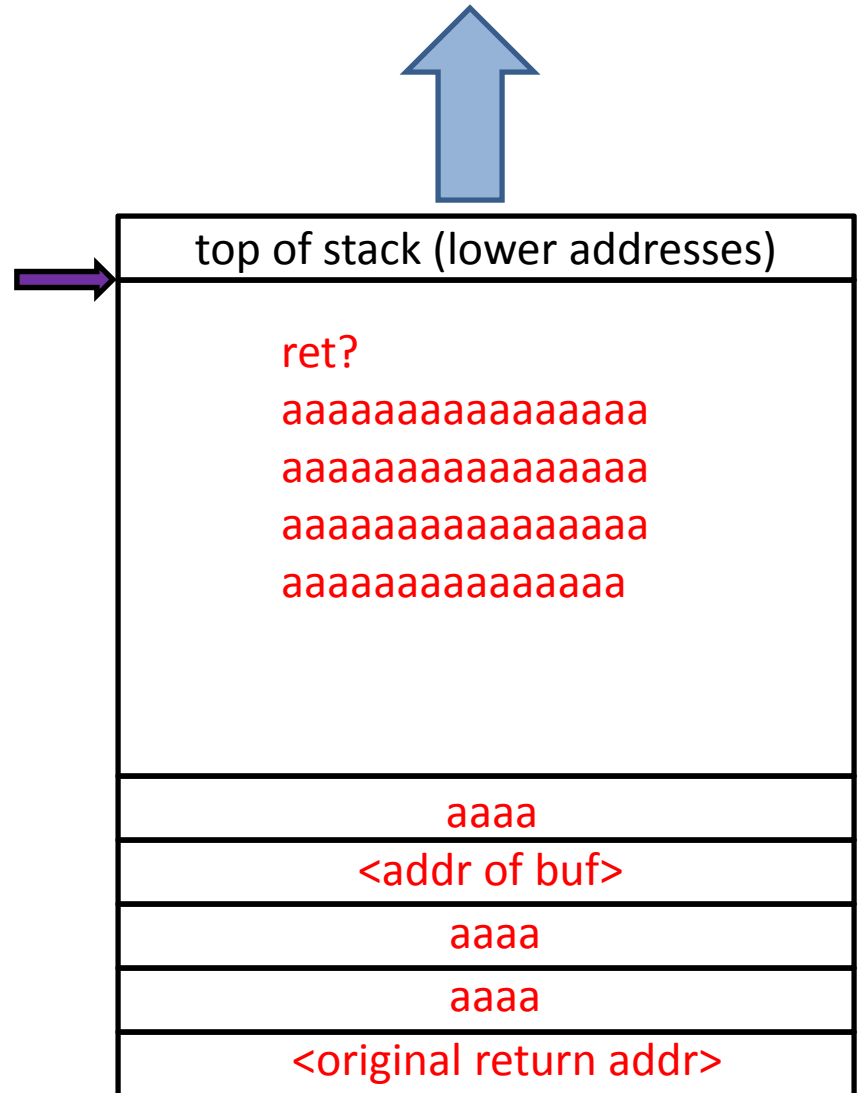 top of stack (lower addresses)
ret?
aaaaaaaaaaaaaaaa
aaaaaaaaaaaaaaaa
aaaaaaaaaaaaaaaa
aaaaaaaaaaaaaaa
aaaa
<addr of buf>
aaaa
aaaa
<original return addr>